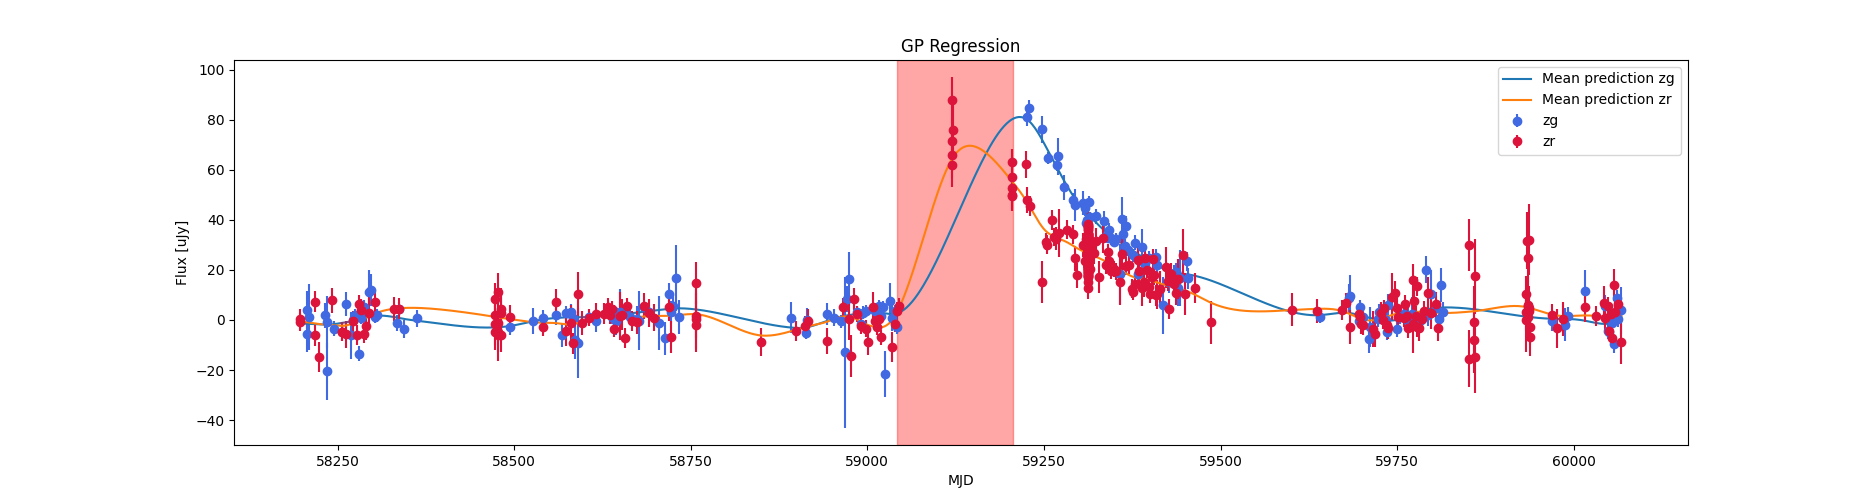 GP Regression
100
80
60
40
20
0
−20
−40
Flux [uJy]
58250
58500
58750
59000
59250
59500
59750
60000
MJD
Mean prediction zg
Mean prediction zr
zg
zr